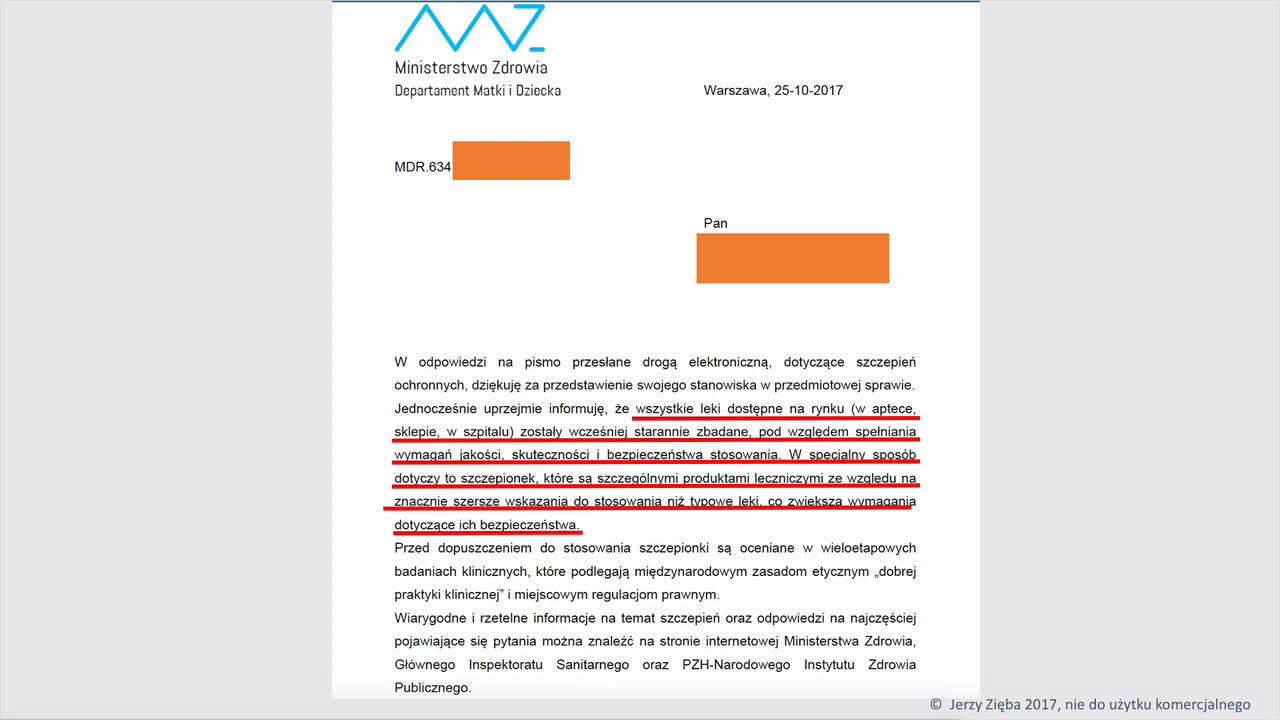 Ministerstwo Zdrowia
Departament Matki i Dziecka
Warszawa, 25-10-2017
MDR.634
Pan
W odpowiedzi na pismo przesłane drogą elektroniczną, dotyczące szczepień
ochronnych, dziękuję za przedstawienie swojego stanowiska w przedmiotowej sprawie.
Jednocześnie uprzejmie informuję, że wszystkie leki dostępne na rynku (w aptece,
sklepie, w szpitalu) zostały wcześniej starannie zbadane, pod względem spełniania
wymagań jakości, skuteczności i bezpieczeństwa stosowania. W specjalny sposób
dotyczy to szczepionek, które są szczególnymi produktami leczniczymi ze względu na
znacznie szersze wskazania do stosowania niż typowe leki, co zwiększa wymagania
dotyczące ich bezpieczeństwa.
Przed dopuszczeniem do stosowania szczepionki są oceniane w wieloetapowych
badaniach klinicznych, które podlegają międzynarodowym zasadom etycznym „dobrej
praktyki klinicznej” i miejscowym regulacjom prawnym.
Wiarygodne i rzetelne informacje na temat szczepień oraz odpowiedzi na najczęściej
pojawiające się pytania można znaleźć na stronie internetowej Ministerstwa Zdrowia,
Głównego Inspektoratu Sanitarnego oraz PZH-Narodowego Instytutu Zdrowia
Publicznego.
© Jerzy Zięba 2017, nie do użytku komercjalnego